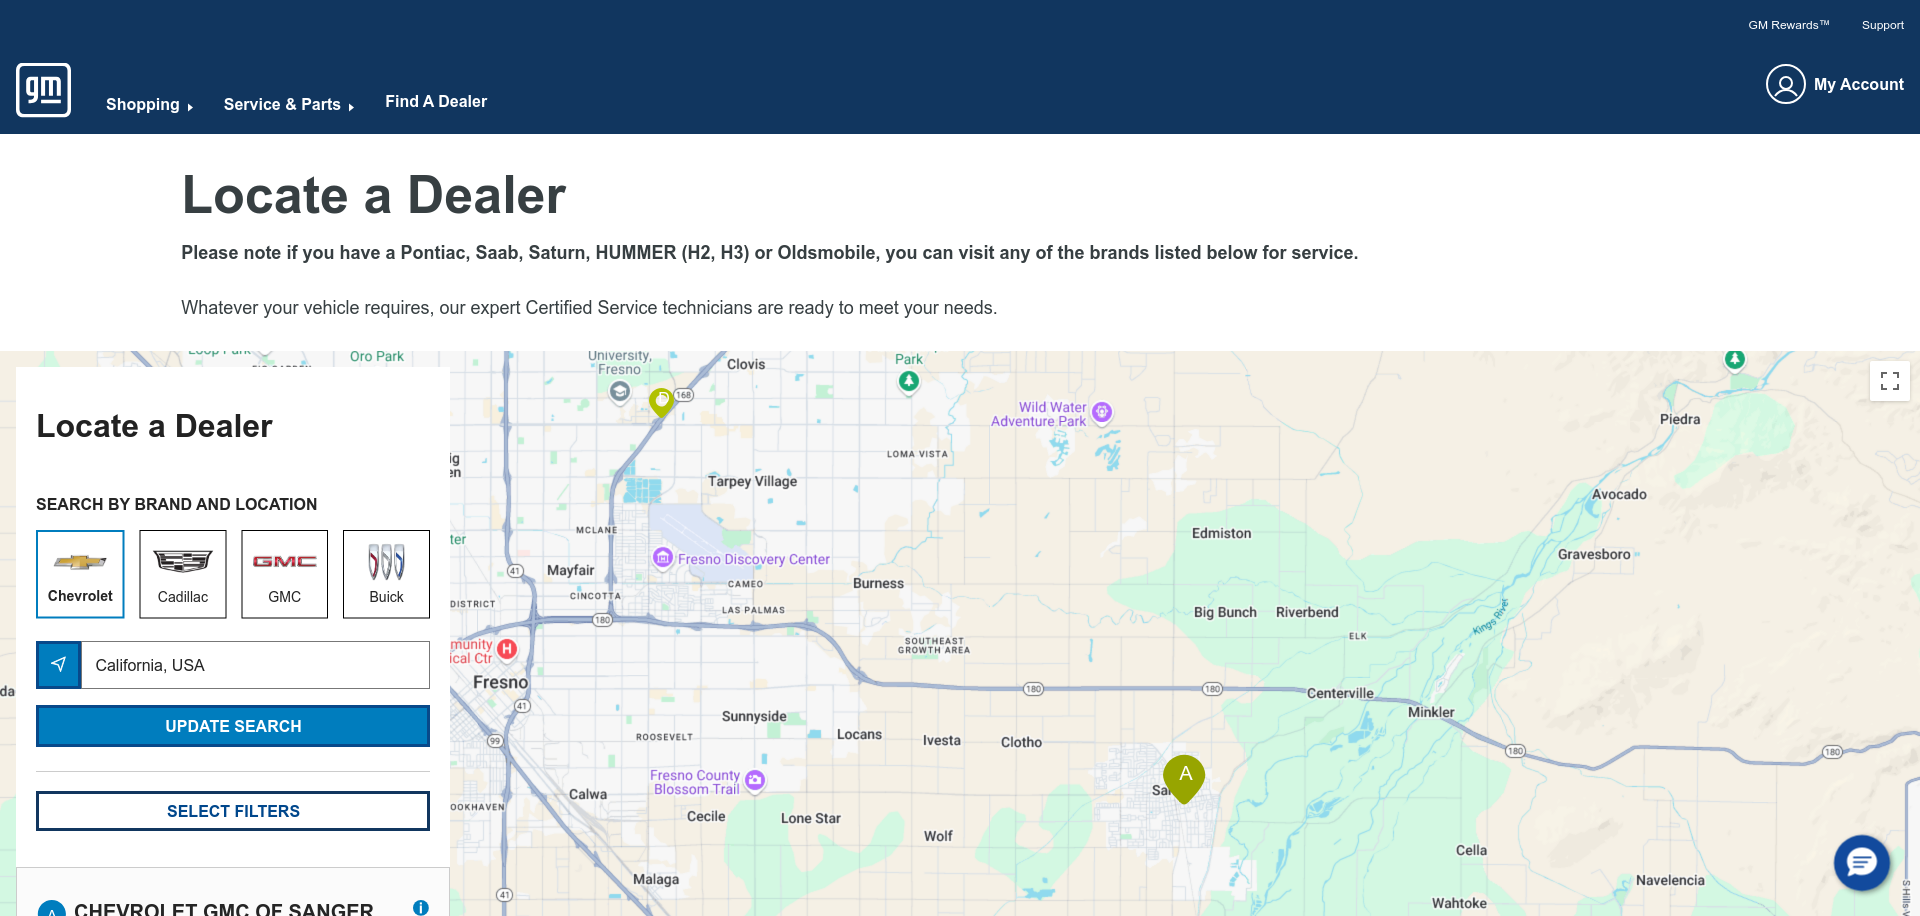 GM Rewards™ Support
gm
Shopping
Service & Parts
Find A Dealer
My Account
Locate a Dealer
Please note if you have a Pontiac, Saab, Saturn, HUMMER (H2, H3) or Oldsmobile, you can visit any of the brands listed below for service.
Whatever your vehicle requires, our expert Certified Service technicians are ready to meet your needs.
Locate a Dealer
SEARCH BY BRAND AND LOCATION
Chevrolet
Cadillac
GMC
GMC
Buick
California, USA
UPDATE SEARCH
SELECT FILTERS
A CHEVROLET GMC OF SANGER
Oro Park
University,
Fresno
Clovis
168
Park
Wild Water
Adventure Park
Piedra
LOMA VISTA
Tarpey Village
Avocado
MCLANE
Edmiston
Fresno Discovery Center
Gravesboro
41
Mayfair
CAMEO
Burness
CINCOTTA
DISTRICT
LAS PALMAS
Big Bunch
Riverbend
180
Kings River
ELK
SOUTHEAST
GROWTH AREA
H
Fresno
180
180
Centerville
41
Minkler
Sunnyside
ROOSEVELT
Locans
Ivesta
Clotho
99
180
180
Fresno County
Blossom Trail
A
Calwa
Cecile
Lone Star
Wolf
Cella
Malaga
Navelencia
41
Wahtoke